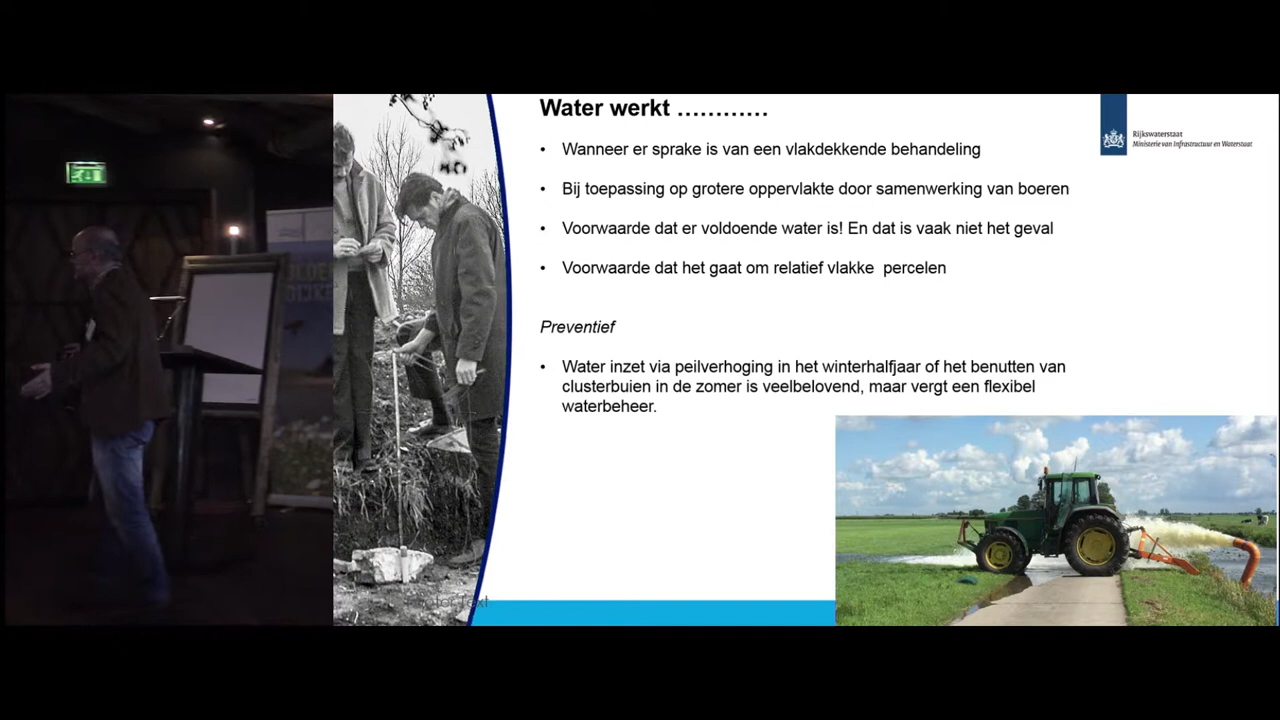 Water werkt …………
Rijkswaterstaat
Ministerie van Infrastructuur en Waterstaat
• Wanneer er sprake is van een vlakdekkende behandeling
• Bij toepassing op grotere oppervlakte door samenwerking van boeren
• Voorwaarde dat er voldoende water is! En dat is vaak niet het geval
• Voorwaarde dat het gaat om relatief vlakke percelen
Preventief
• Water inzet via peilverhoging in het winterhalfjaar of het benutten van
clusterbuien in de zomer is veelbelovend, maar vergt een flexibel
waterbeheer.